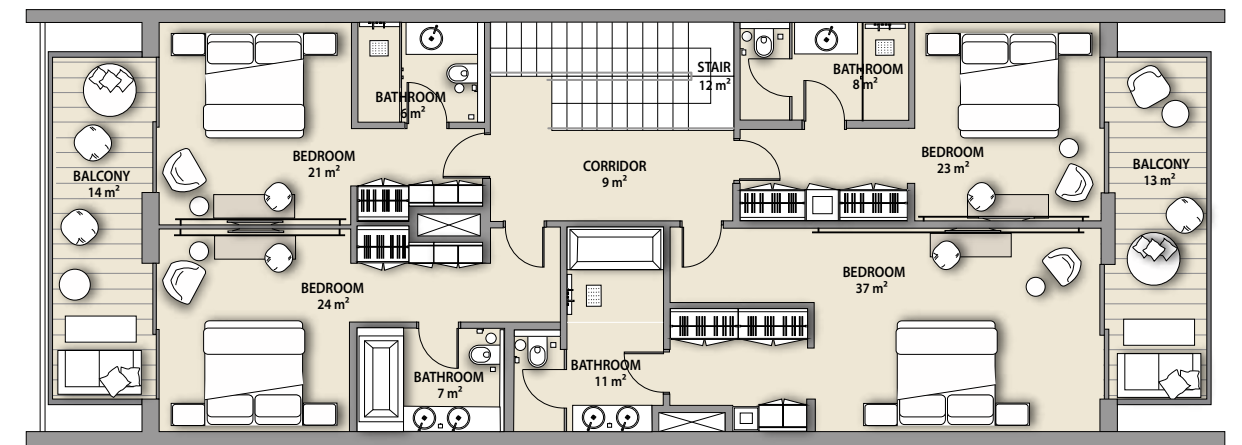 STAIR
12 m²
BATHROOM
6 m²
BATHROOM
8 m²
BEDROOM
21 m²
CORRIDOR
9 m²
BEDROOM
23 m²
BALCONY
14 m²
BALCONY
13 m²
BEDROOM
24 m²
BEDROOM
37 m²
BATHROOM
7 m²
BATHROOM
11 m²